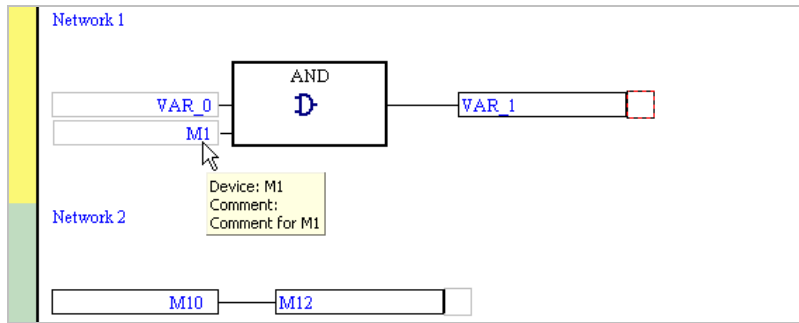 Network 1
AND
VAR_0
VAR_1
M1
Device: M1
Comment:
Comment for M1
Network 2
M10
M12